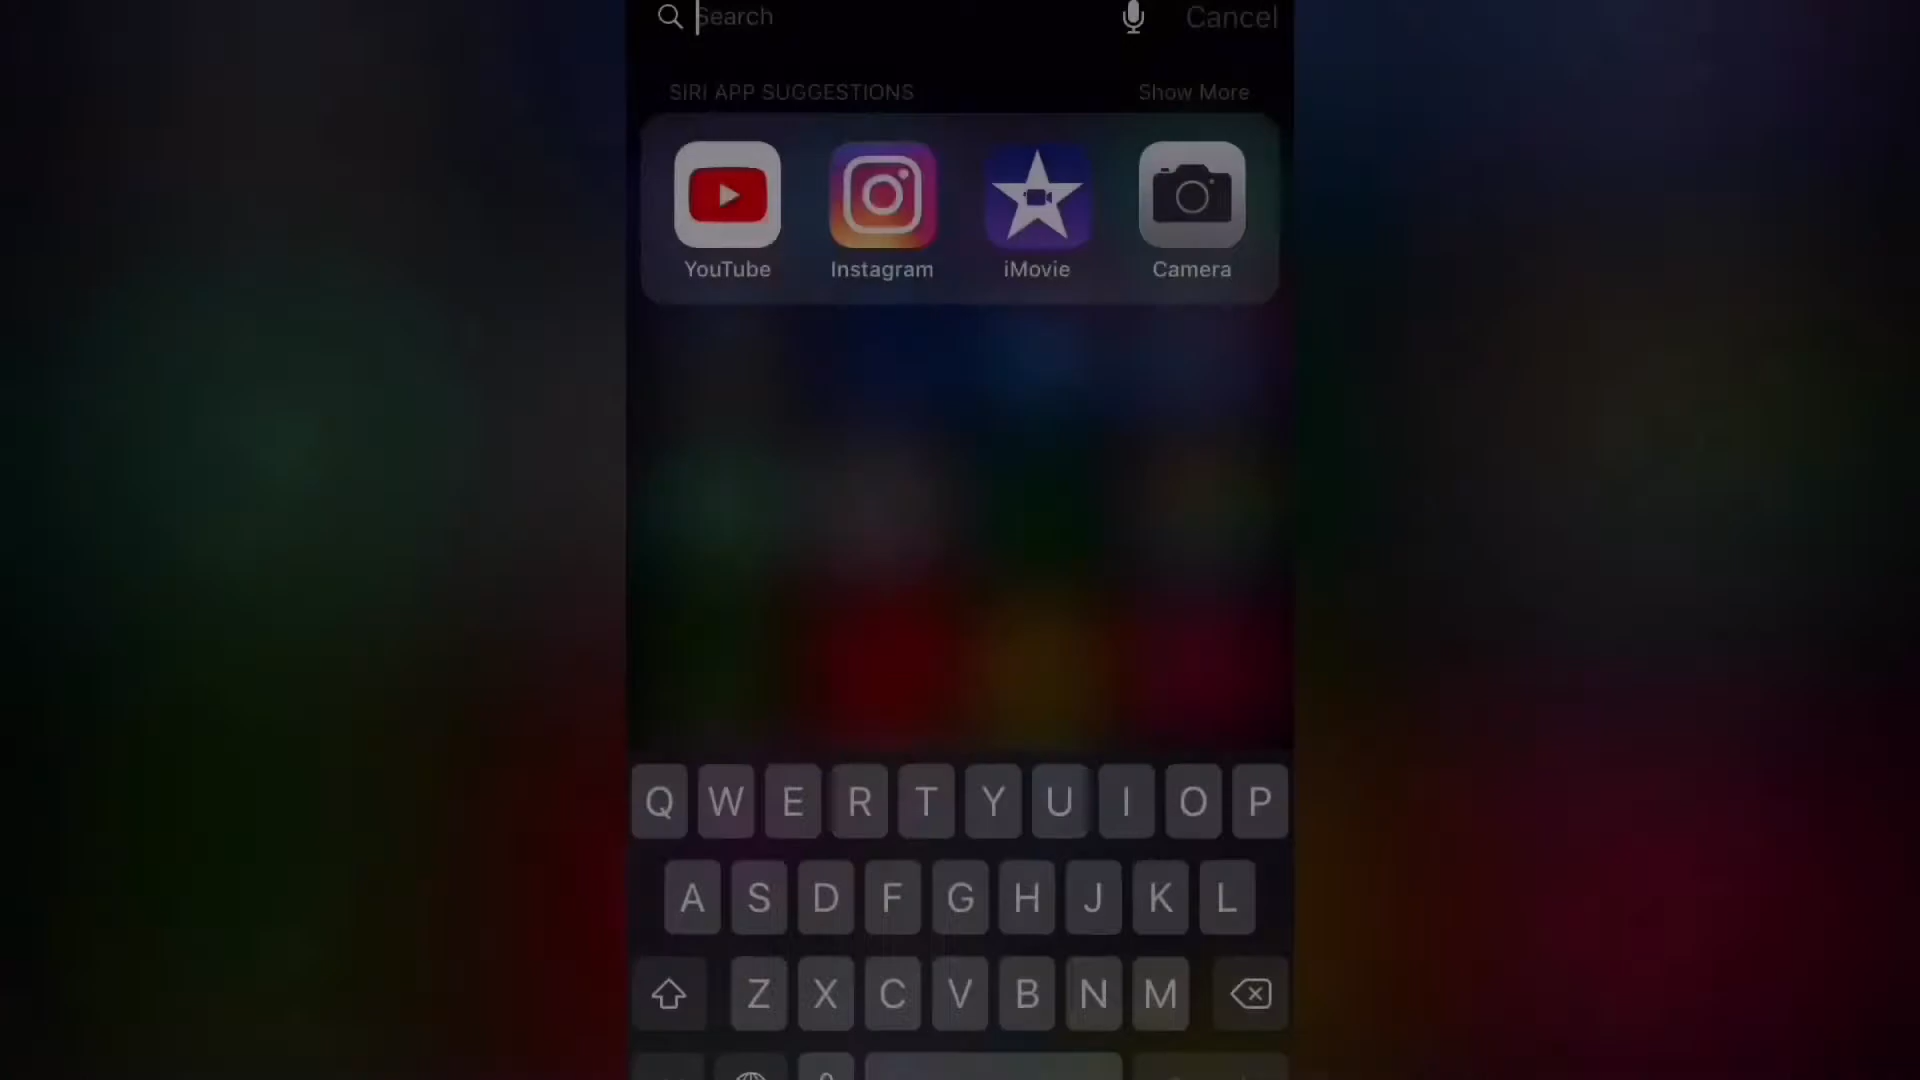 Search Cancel
SIRI APP SUGGESTIONS Show More
YouTube Instagram iMovie Camera
Q W E R T Y U I O P
A S D F G H J K L
Z X C V B N M